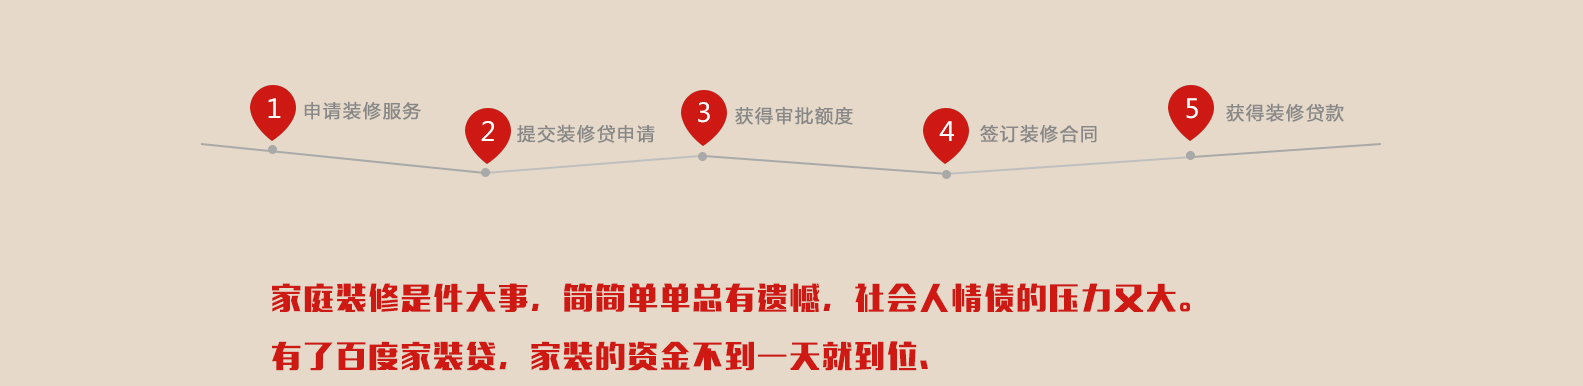 1 申请装修服务
2 提交装修贷申请
3 获得审批额度
4 签订装修合同
5 获得装修贷款
家庭装修是件大事，简简单单总有遗憾，社会人情债的压力又大。
有了百度家装贷，家装的资金不到一天就到位、